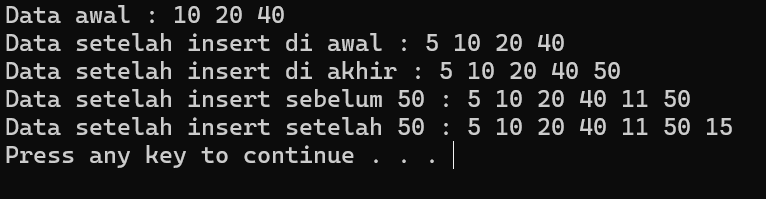 Data awal : 10 20 40
Data setelah insert di awal : 5 10 20 40
Data setelah insert di akhir : 5 10 20 40 50
Data setelah insert sebelum 50 : 5 10 20 40 11 50
Data setelah insert setelah 50 : 5 10 20 40 11 50 15
Press any key to continue . . .